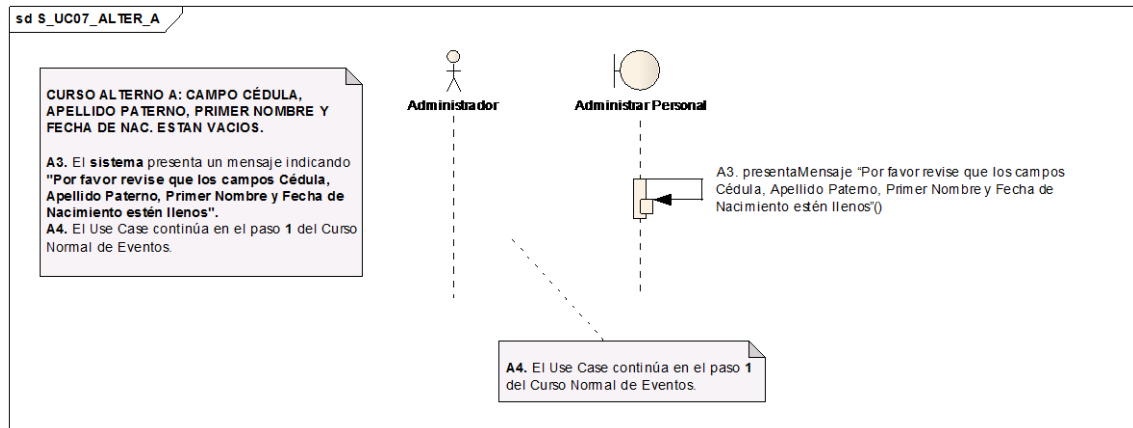 sd S_UC07_ALTER_A
CURSO ALTERNO A: CAMPO CÉDULA,
APELLIDO PATERNO, PRIMER NOMBRE Y
FECHA DE NAC. ESTAN VACIOS.
A3. El sistema presenta un mensaje indicando
"Por favor revise que los campos Cédula,
Apellido Paterno, Primer Nombre y Fecha de
Nacimiento estén llenos".
A4. El Use Case continúa en el paso 1 del Curso
Normal de Eventos.
Administrador
Administrar Personal
A3. presentaMensaje “Por favor revise que los campos
Cédula, Apellido Paterno, Primer Nombre y Fecha de
Nacimiento estén llenos”()
A4. El Use Case continúa en el paso 1
del Curso Normal de Eventos.